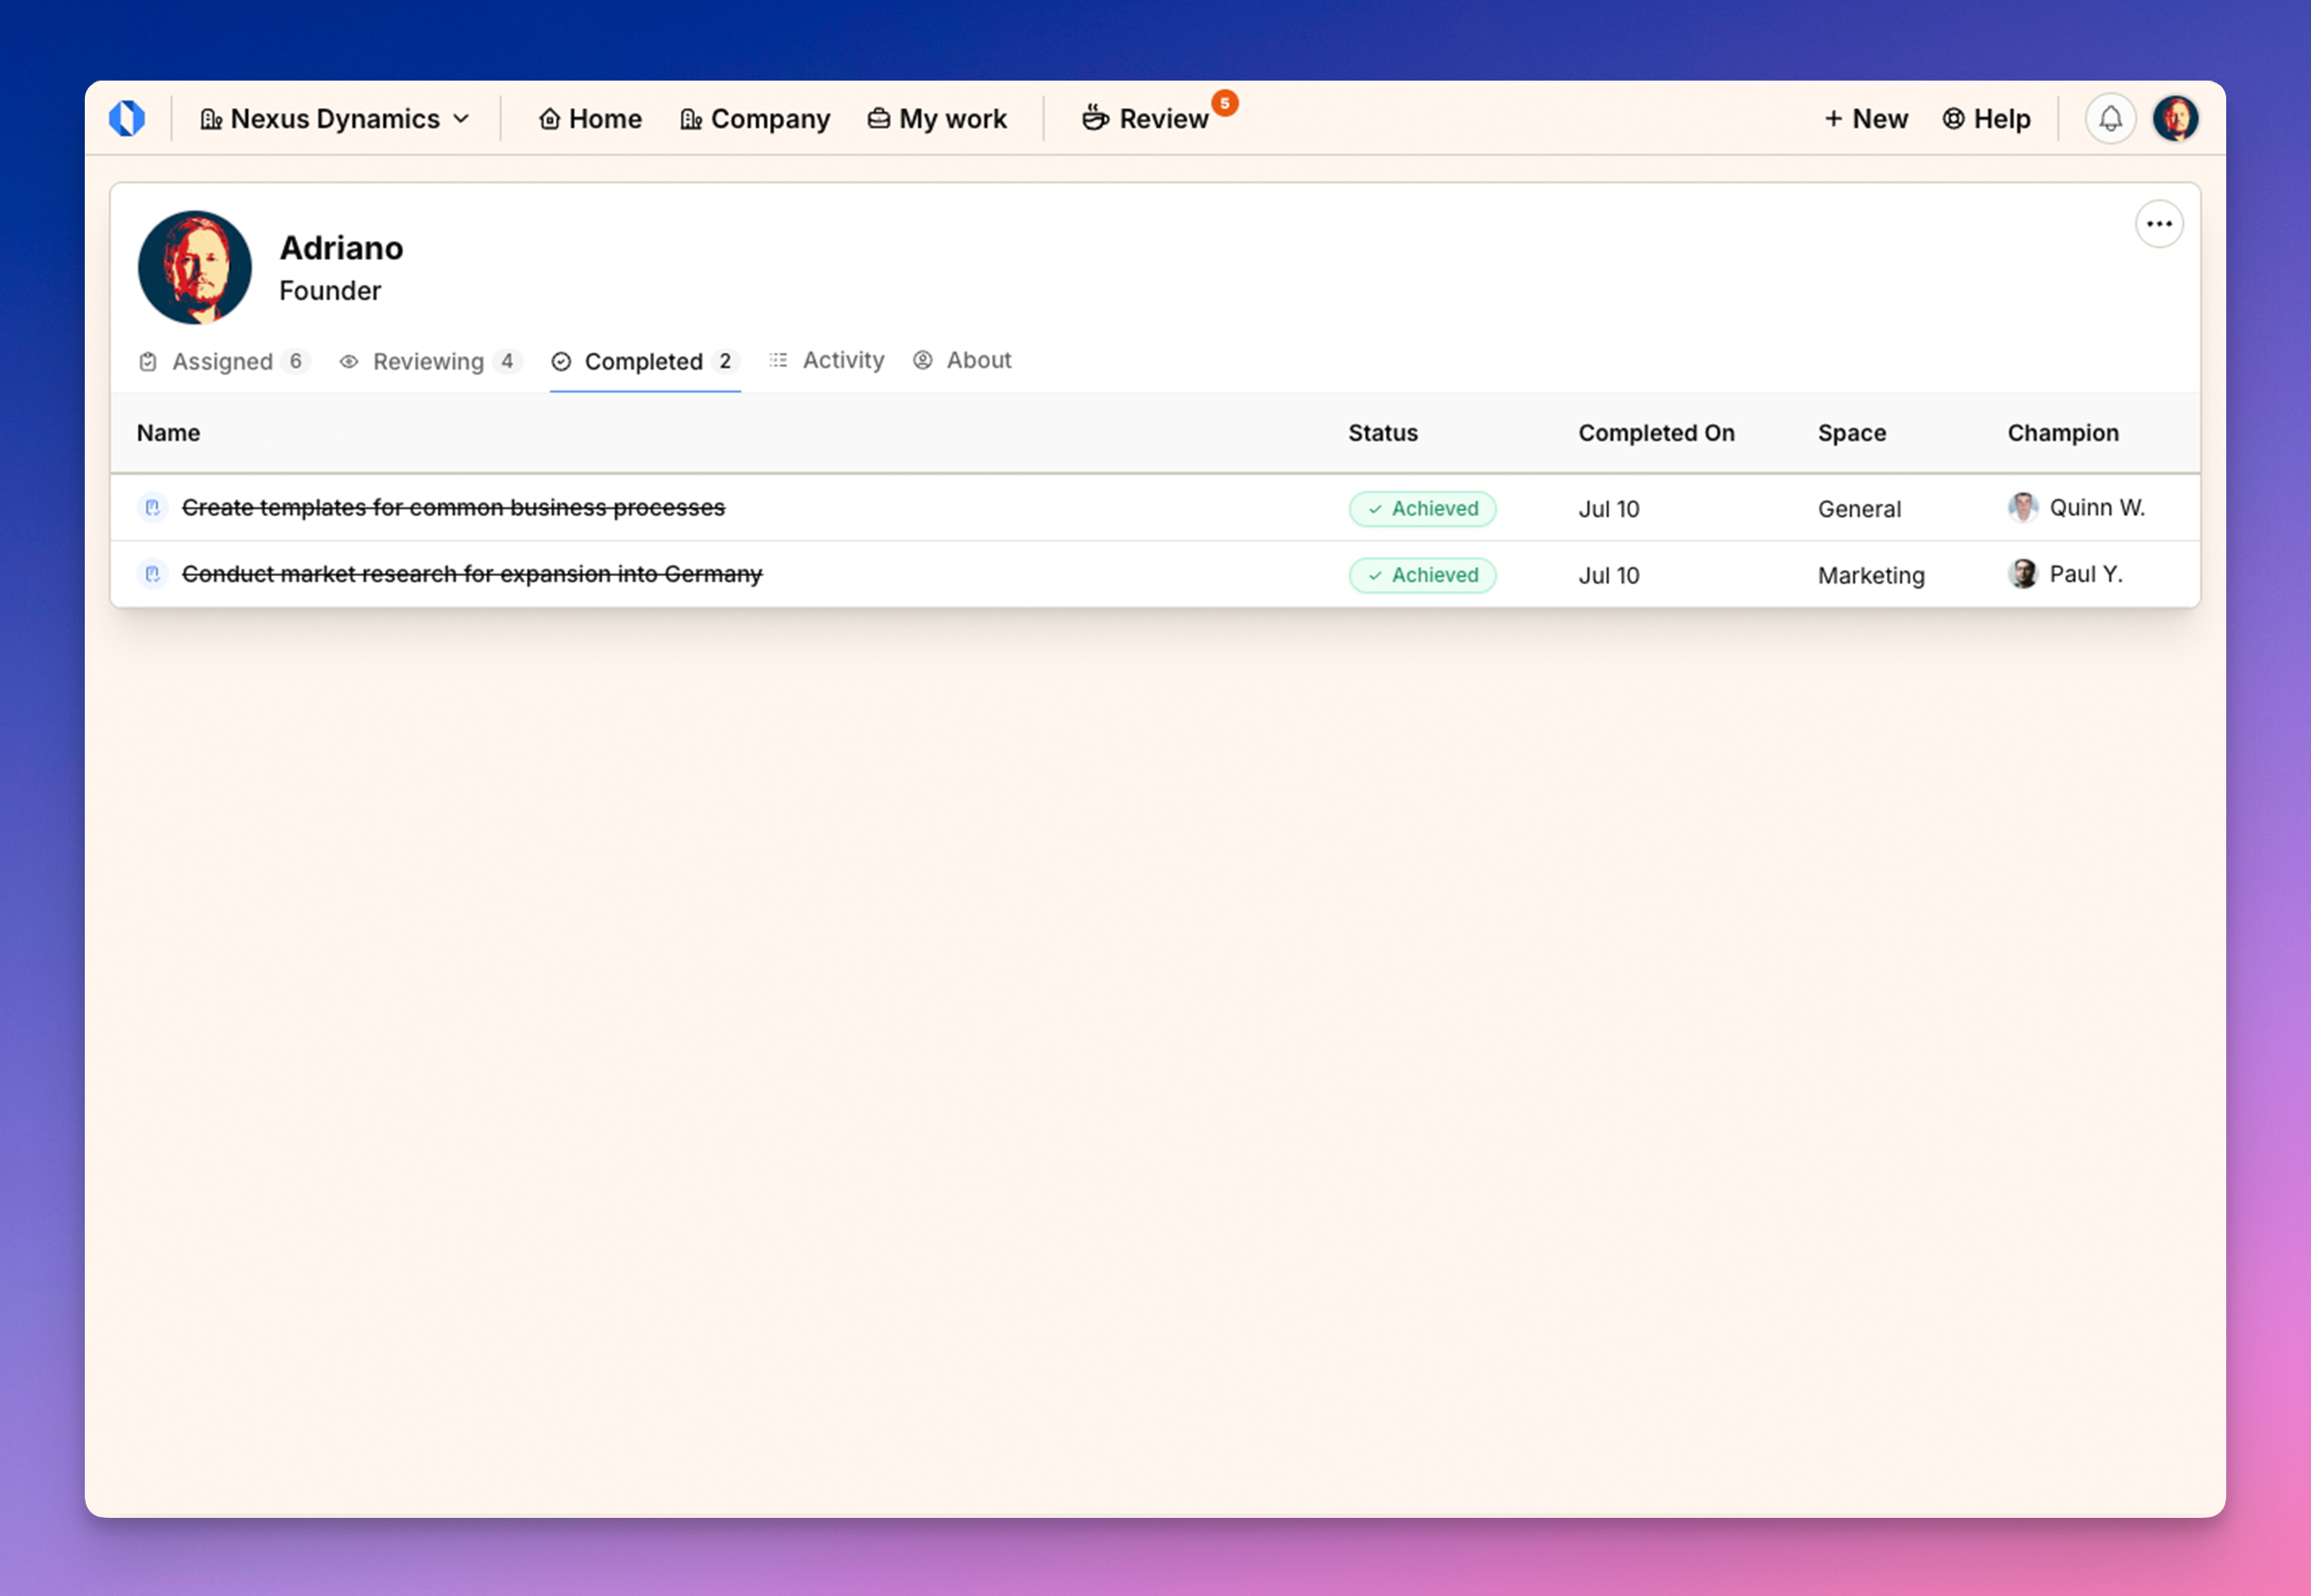 Nexus Dynamics Home Company My work Review 5 + New Help
Adriano
Founder
Assigned 6 Reviewing 4 Completed 2 Activity About
Name Status Completed On Space Champion
Create templates for common business processes Achieved Jul 10 General Quinn W.
Conduct market research for expansion into Germany Achieved Jul 10 Marketing Paul Y.